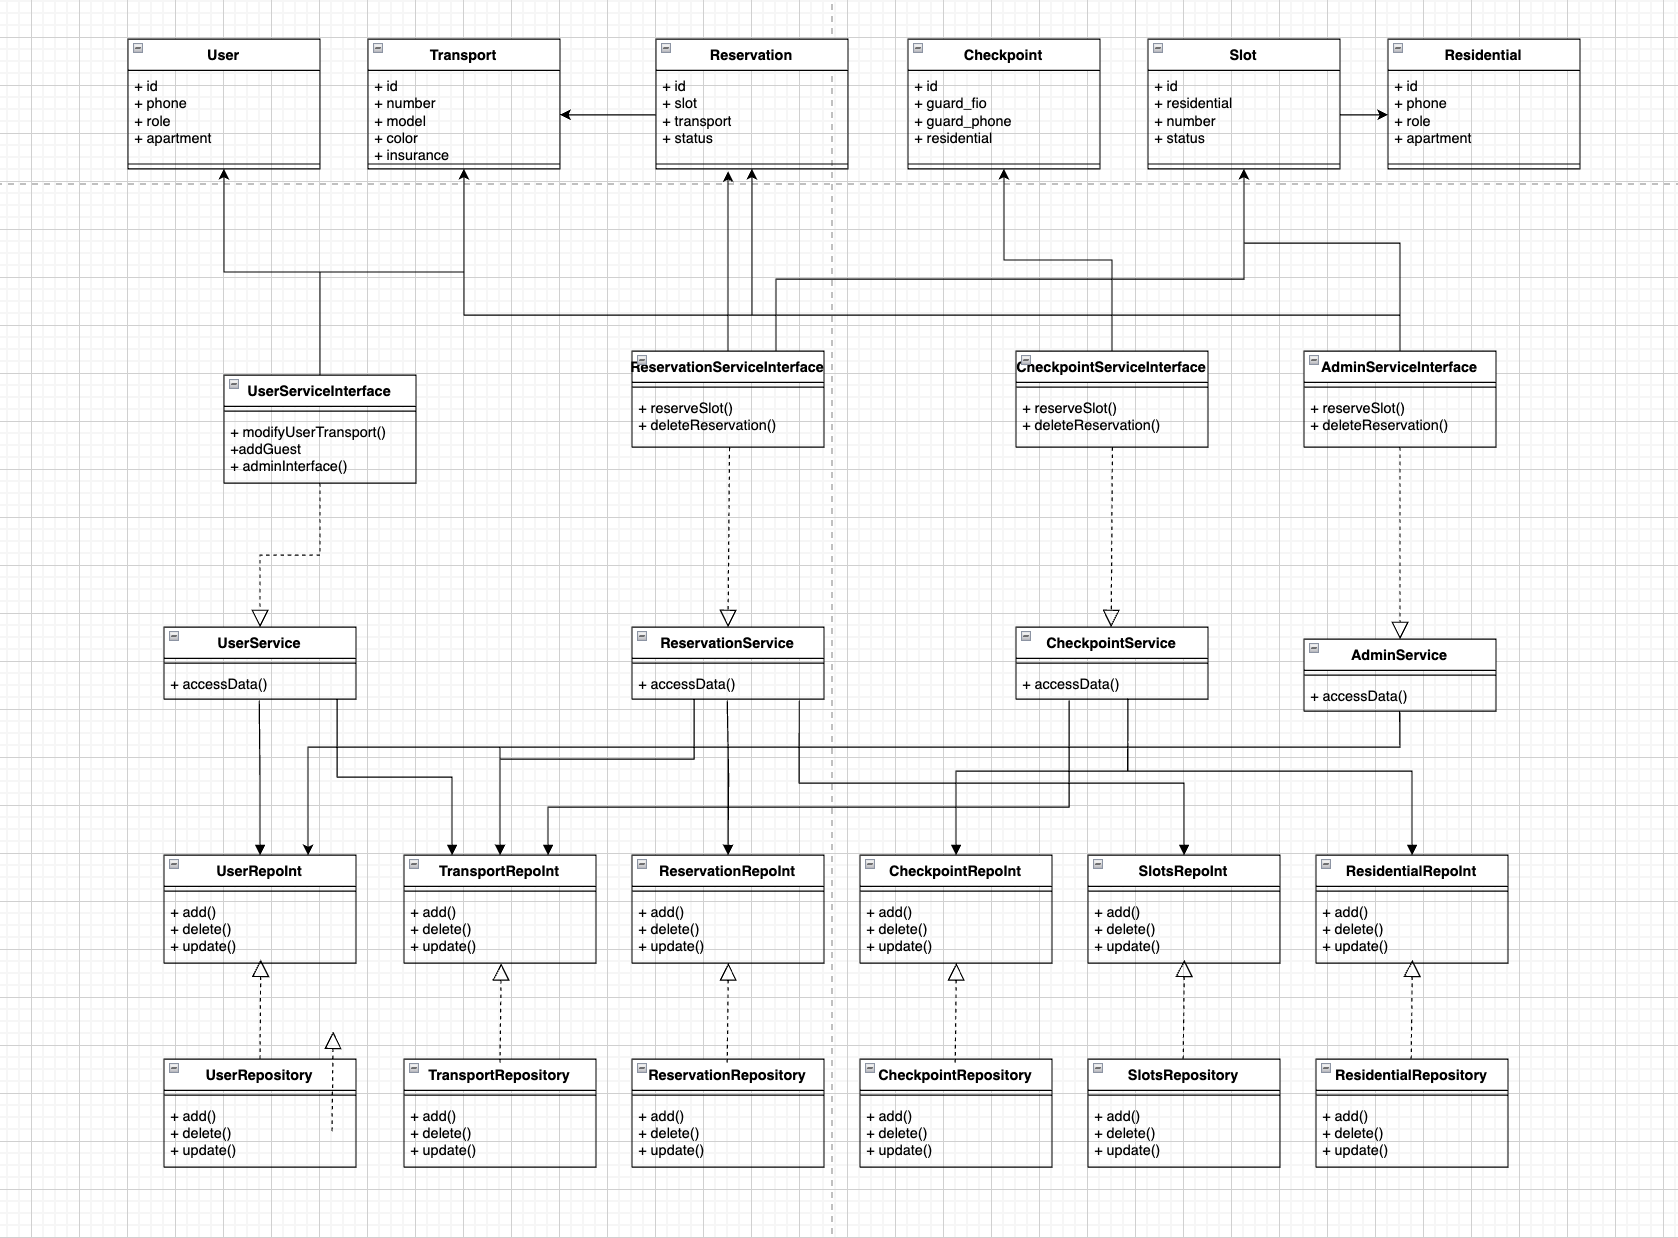 User
+ id
+ phone
+ role
+ apartment
Transport
+ id
+ number
+ model
+ color
+ insurance
Reservation
+ id
+ slot
+ transport
+ status
Checkpoint
+ id
+ guard_fio
+ guard_phone
+ residential
Slot
+ id
+ residential
+ number
+ status
Residential
+ id
+ phone
+ role
+ apartment
UserServiceInterface
+ modifyUserTransport()
+addGuest
+ adminInterface()
ReservationServiceInterface
+ reserveSlot()
+ deleteReservation()
CheckpointServiceInterface
+ reserveSlot()
+ deleteReservation()
AdminServiceInterface
+ reserveSlot()
+ deleteReservation()
UserService
+ accessData()
ReservationService
+ accessData()
CheckpointService
+ accessData()
AdminService
+ accessData()
UserRepoInt
+ add()
+ delete()
+ update()
TransportRepoInt
+ add()
+ delete()
+ update()
ReservationRepoInt
+ add()
+ delete()
+ update()
CheckpointRepoInt
+ add()
+ delete()
+ update()
SlotsRepoInt
+ add()
+ delete()
+ update()
ResidentialRepoInt
+ add()
+ delete()
+ update()
UserRepository
+ add()
+ delete()
+ update()
TransportRepository
+ add()
+ delete()
+ update()
ReservationRepository
+ add()
+ delete()
+ update()
CheckpointRepository
+ add()
+ delete()
+ update()
SlotsRepository
+ add()
+ delete()
+ update()
ResidentialRepository
+ add()
+ delete()
+ update()